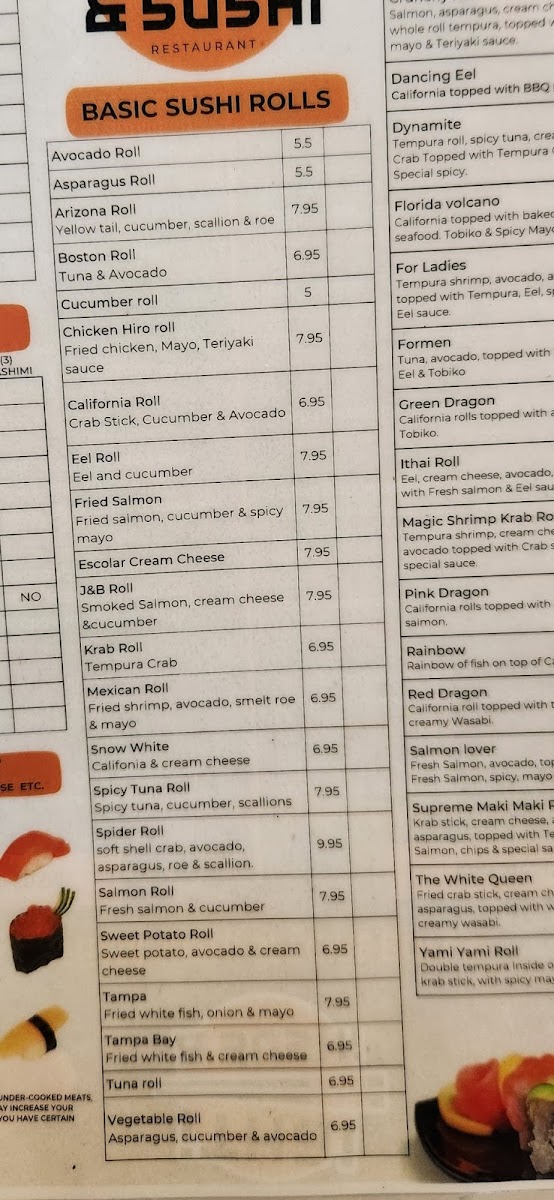 & SUSHI
RESTAURANT
BASIC SUSHI ROLLS
Avocado Roll 5.5
Asparagus Roll 5.5
Arizona Roll 7.95
Yellow tail, cucumber, scallion & roe
Boston Roll 6.95
Tuna & Avocado
Cucumber roll 5
Chicken Hiro roll 7.95
Fried chicken, Mayo, Teriyaki
sauce
California Roll 6.95
Crab Stick, Cucumber & Avocado
Eel Roll 7.95
Eel and cucumber
Fried Salmon 7.95
Fried salmon, cucumber & spicy
mayo
Escolar Cream Cheese 7.95
J&B Roll 7.95
Smoked Salmon, cream cheese
&cucumber
Krab Roll 6.95
Tempura Crab
Mexican Roll 6.95
Fried shrimp, avocado, smelt roe
& mayo
Snow White 6.95
Califonia & cream cheese
Spicy Tuna Roll 7.95
Spicy tuna, cucumber, scallions
Spider Roll 9.95
soft shell crab, avocado,
asparagus, roe & scallion.
Salmon Roll 7.95
Fresh salmon & cucumber
Sweet Potato Roll 6.95
Sweet potato, avocado & cream
cheese
Tampa 7.95
Fried white fish, onion & mayo
Tampa Bay 6.95
Fried white fish & cream cheese
Tuna roll 6.95
Vegetable Roll 6.95
Asparagus, cucumber & avocado
Salmon, asparagus, cream
whole roll tempura, topped
mayo & Teriyaki sauce.
Dancing Eel
California topped with BBQ
Dynamite
Tempura roll, spicy tuna,
Crab Topped with Tempura
Special spicy.
Florida volcano
California topped with baked
seafood. Tobiko & Spicy Mayo
For Ladies
Tempura shrimp, avocado,
topped with Tempura, Eel,
Eel sauce.
Formen
Tuna, avocado, topped with
Eel & Tobiko
Green Dragon
California rolls topped with
Tobiko.
Ithai Roll
Eel, cream cheese, avocado,
with Fresh salmon & Eel
Magic Shrimp Krab
Tempura shrimp, cream
avocado topped with Crab
special sauce.
Pink Dragon
California rolls topped with
salmon.
Rainbow
Rainbow of fish on top of
Red Dragon
California roll topped with
creamy Wasabi.
Salmon lover
Fresh Salmon, avocado,
Fresh Salmon, spicy, mayo
Supreme Maki Maki
Krab stick, cream cheese,
asparagus, topped with
Salmon, chips & special
The White Queen
Fried crab stick, cream
asparagus, topped with
creamy wasabi.
Yami Yami Roll
Double tempura Inside
krab stick, with spicy
(3)
NO
ETC.
UNDER-COOKED MEATS,
INCREASE YOUR
YOU HAVE CERTAIN